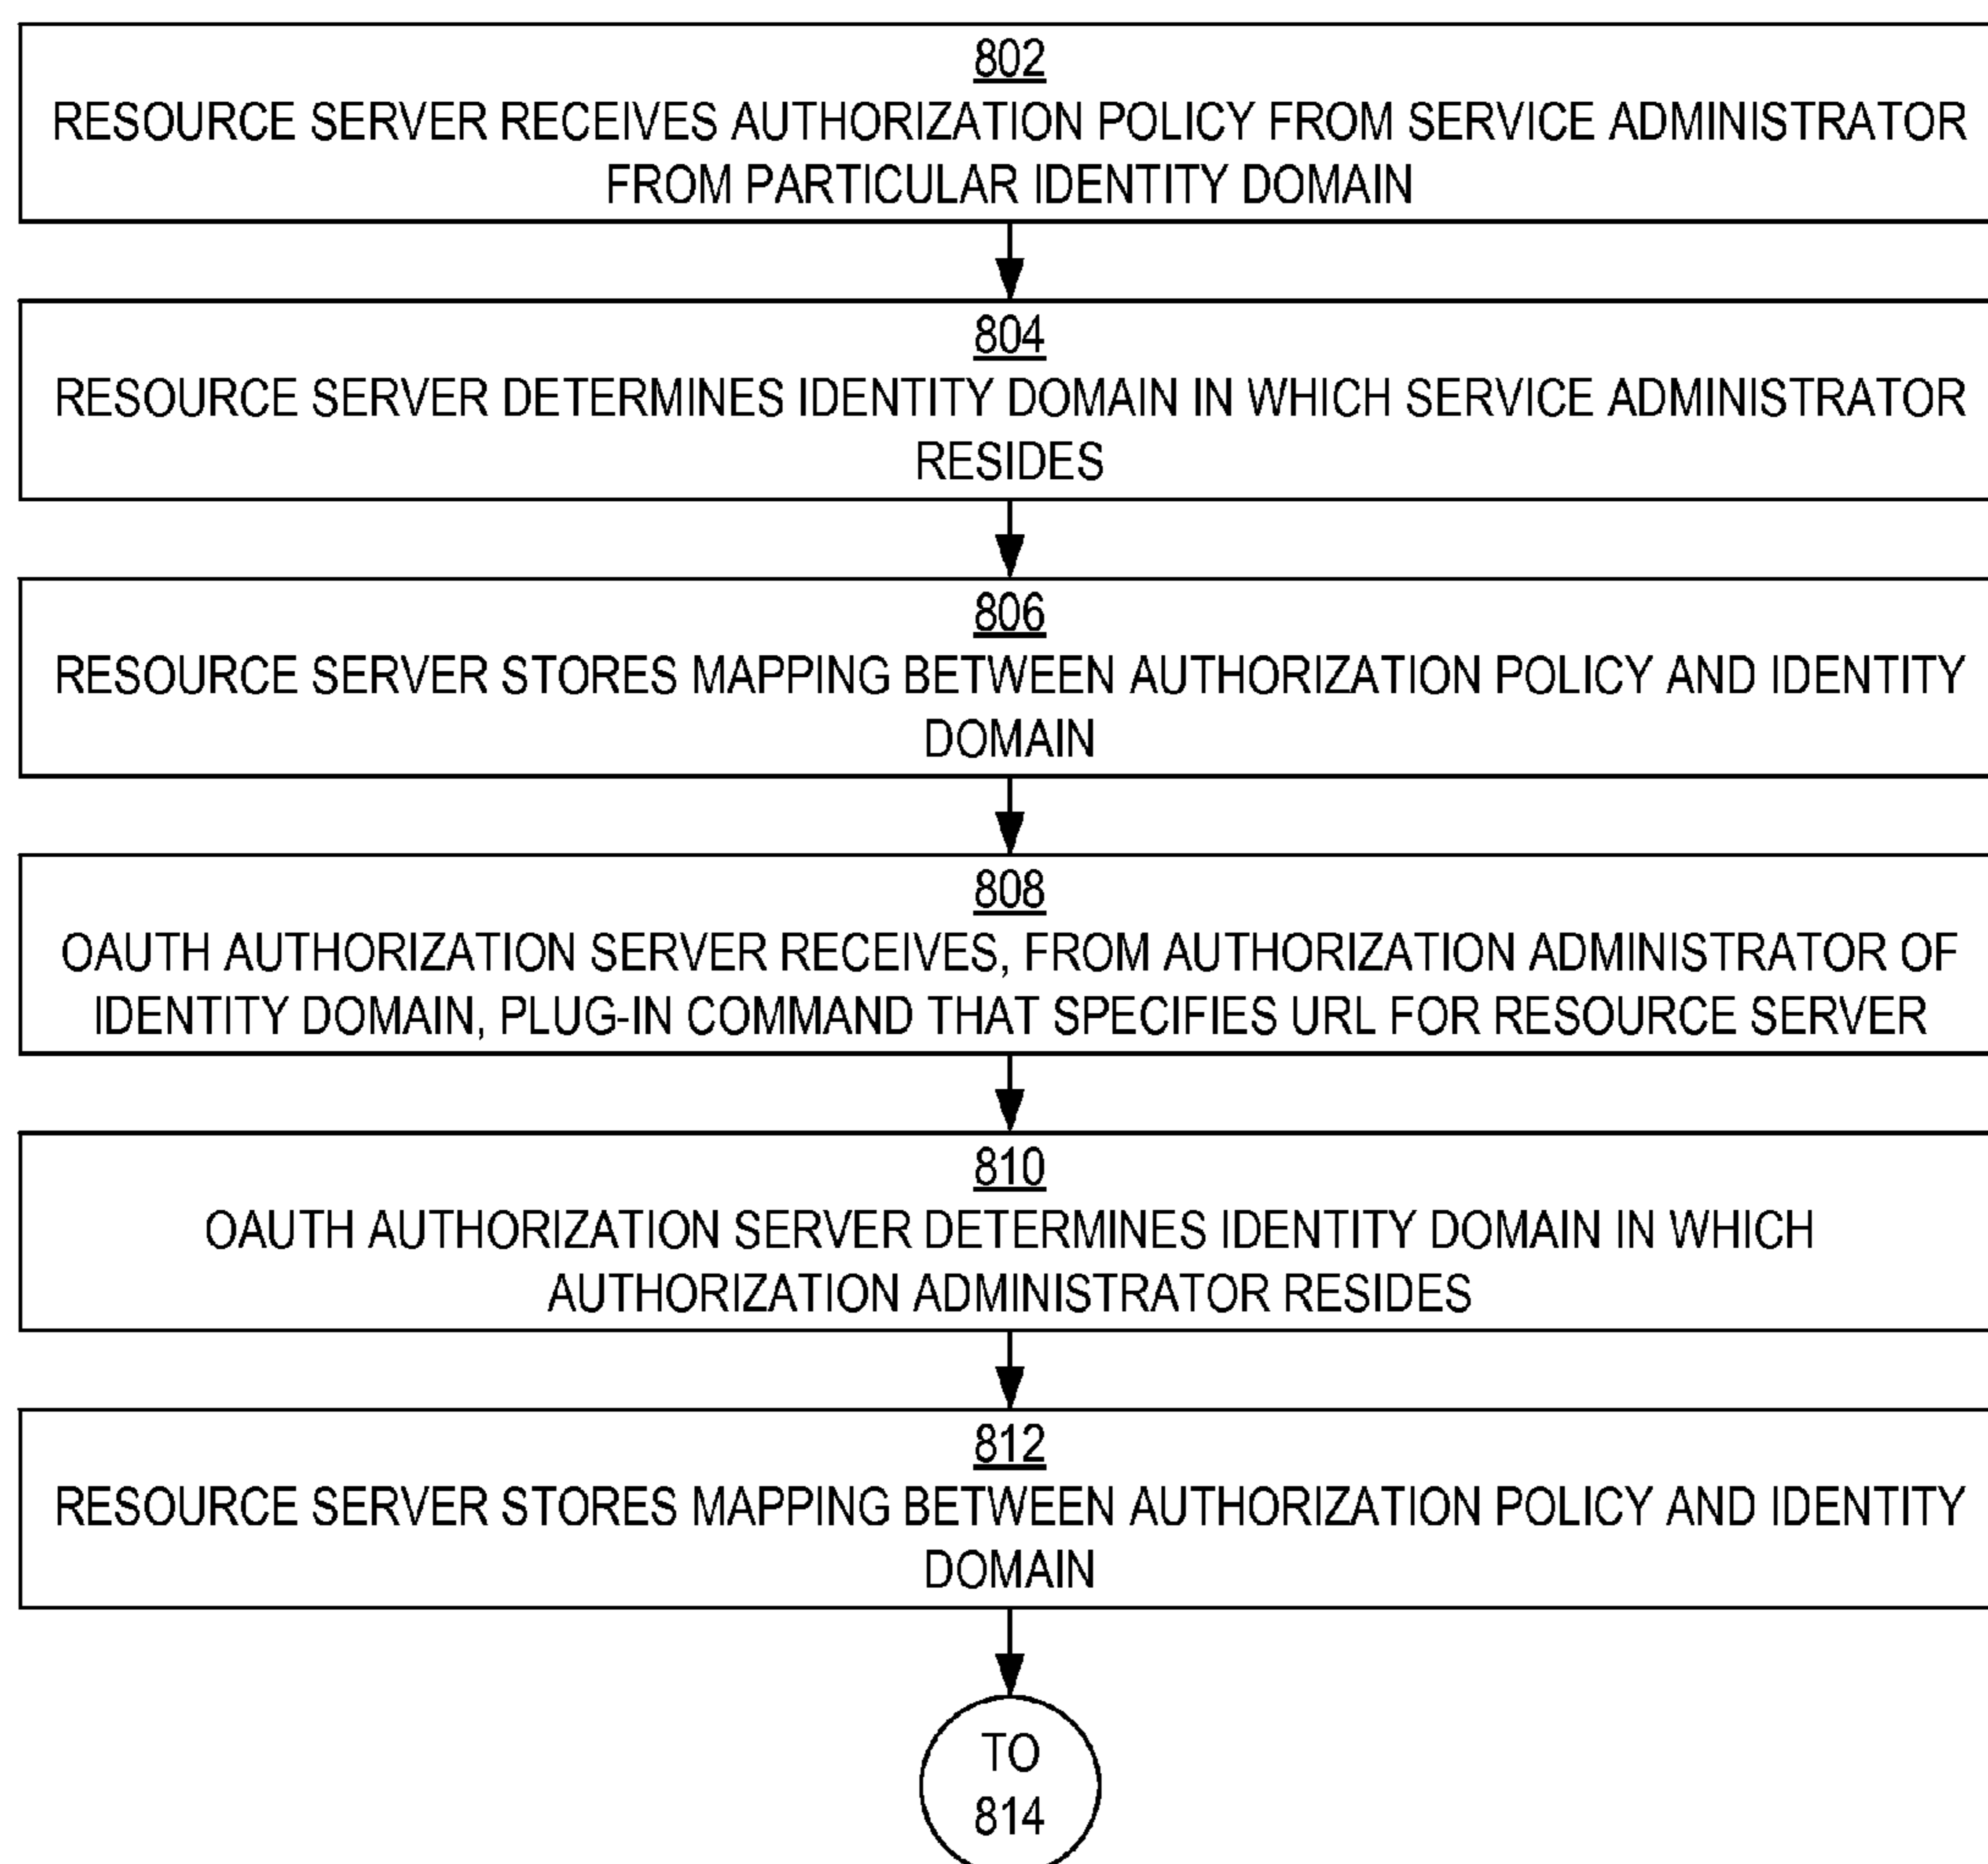 802
RESOURCE SERVER RECEIVES AUTHORIZATION POLICY FROM SERVICE ADMINISTRATOR
FROM PARTICULAR IDENTITY DOMAIN
804
RESOURCE SERVER DETERMINES IDENTITY DOMAIN IN WHICH SERVICE ADMINISTRATOR
RESIDES
806
RESOURCE SERVER STORES MAPPING BETWEEN AUTHORIZATION POLICY AND IDENTITY
DOMAIN
808
OAUTH AUTHORIZATION SERVER RECEIVES, FROM AUTHORIZATION ADMINISTRATOR OF
IDENTITY DOMAIN, PLUG-IN COMMAND THAT SPECIFIES URL FOR RESOURCE SERVER
810
OAUTH AUTHORIZATION SERVER DETERMINES IDENTITY DOMAIN IN WHICH
AUTHORIZATION ADMINISTRATOR RESIDES
812
RESOURCE SERVER STORES MAPPING BETWEEN AUTHORIZATION POLICY AND IDENTITY
DOMAIN
TO
814